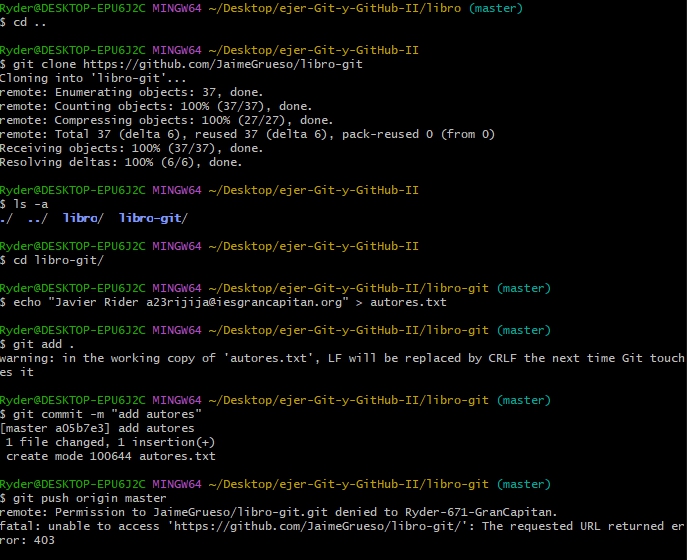 Ryder@DESKTOP-EPU6J2C MINGW64 ~/Desktop/ejer-Git-y-GitHub-II/libro (master)
$ cd ..
Ryder@DESKTOP-EPU6J2C MINGW64 ~/Desktop/ejer-Git-y-GitHub-II
$ git clone https://github.com/JaimeGrueso/libro-git
Cloning into 'libro-git'...
remote: Enumerating objects: 37, done.
remote: Counting objects: 100% (37/37), done.
remote: Compressing objects: 100% (27/27), done.
remote: Total 37 (delta 6), reused 37 (delta 6), pack-reused 0 (from 0)
Receiving objects: 100% (37/37), done.
Resolving deltas: 100% (6/6), done.
Ryder@DESKTOP-EPU6J2C MINGW64 ~/Desktop/ejer-Git-y-GitHub-II
$ ls -a
./  ../  libro/  libro-git/
Ryder@DESKTOP-EPU6J2C MINGW64 ~/Desktop/ejer-Git-y-GitHub-II
$ cd libro-git/
Ryder@DESKTOP-EPU6J2C MINGW64 ~/Desktop/ejer-Git-y-GitHub-II/libro-git (master)
$ echo "Javier Rider a23rijija@iesgrancapitan.org" > autores.txt
Ryder@DESKTOP-EPU6J2C MINGW64 ~/Desktop/ejer-Git-y-GitHub-II/libro-git (master)
$ git add .
warning: in the working copy of 'autores.txt', LF will be replaced by CRLF the next time Git touch
es it
Ryder@DESKTOP-EPU6J2C MINGW64 ~/Desktop/ejer-Git-y-GitHub-II/libro-git (master)
$ git commit -m "add autores"
[master a05b7e3] add autores
 1 file changed, 1 insertion(+)
 create mode 100644 autores.txt
Ryder@DESKTOP-EPU6J2C MINGW64 ~/Desktop/ejer-Git-y-GitHub-II/libro-git (master)
$ git push origin master
remote: Permission to JaimeGrueso/libro-git.git denied to Ryder-671-GranCapitan.
fatal: unable to access 'https://github.com/JaimeGrueso/libro-git/': The requested URL returned er
ror: 403